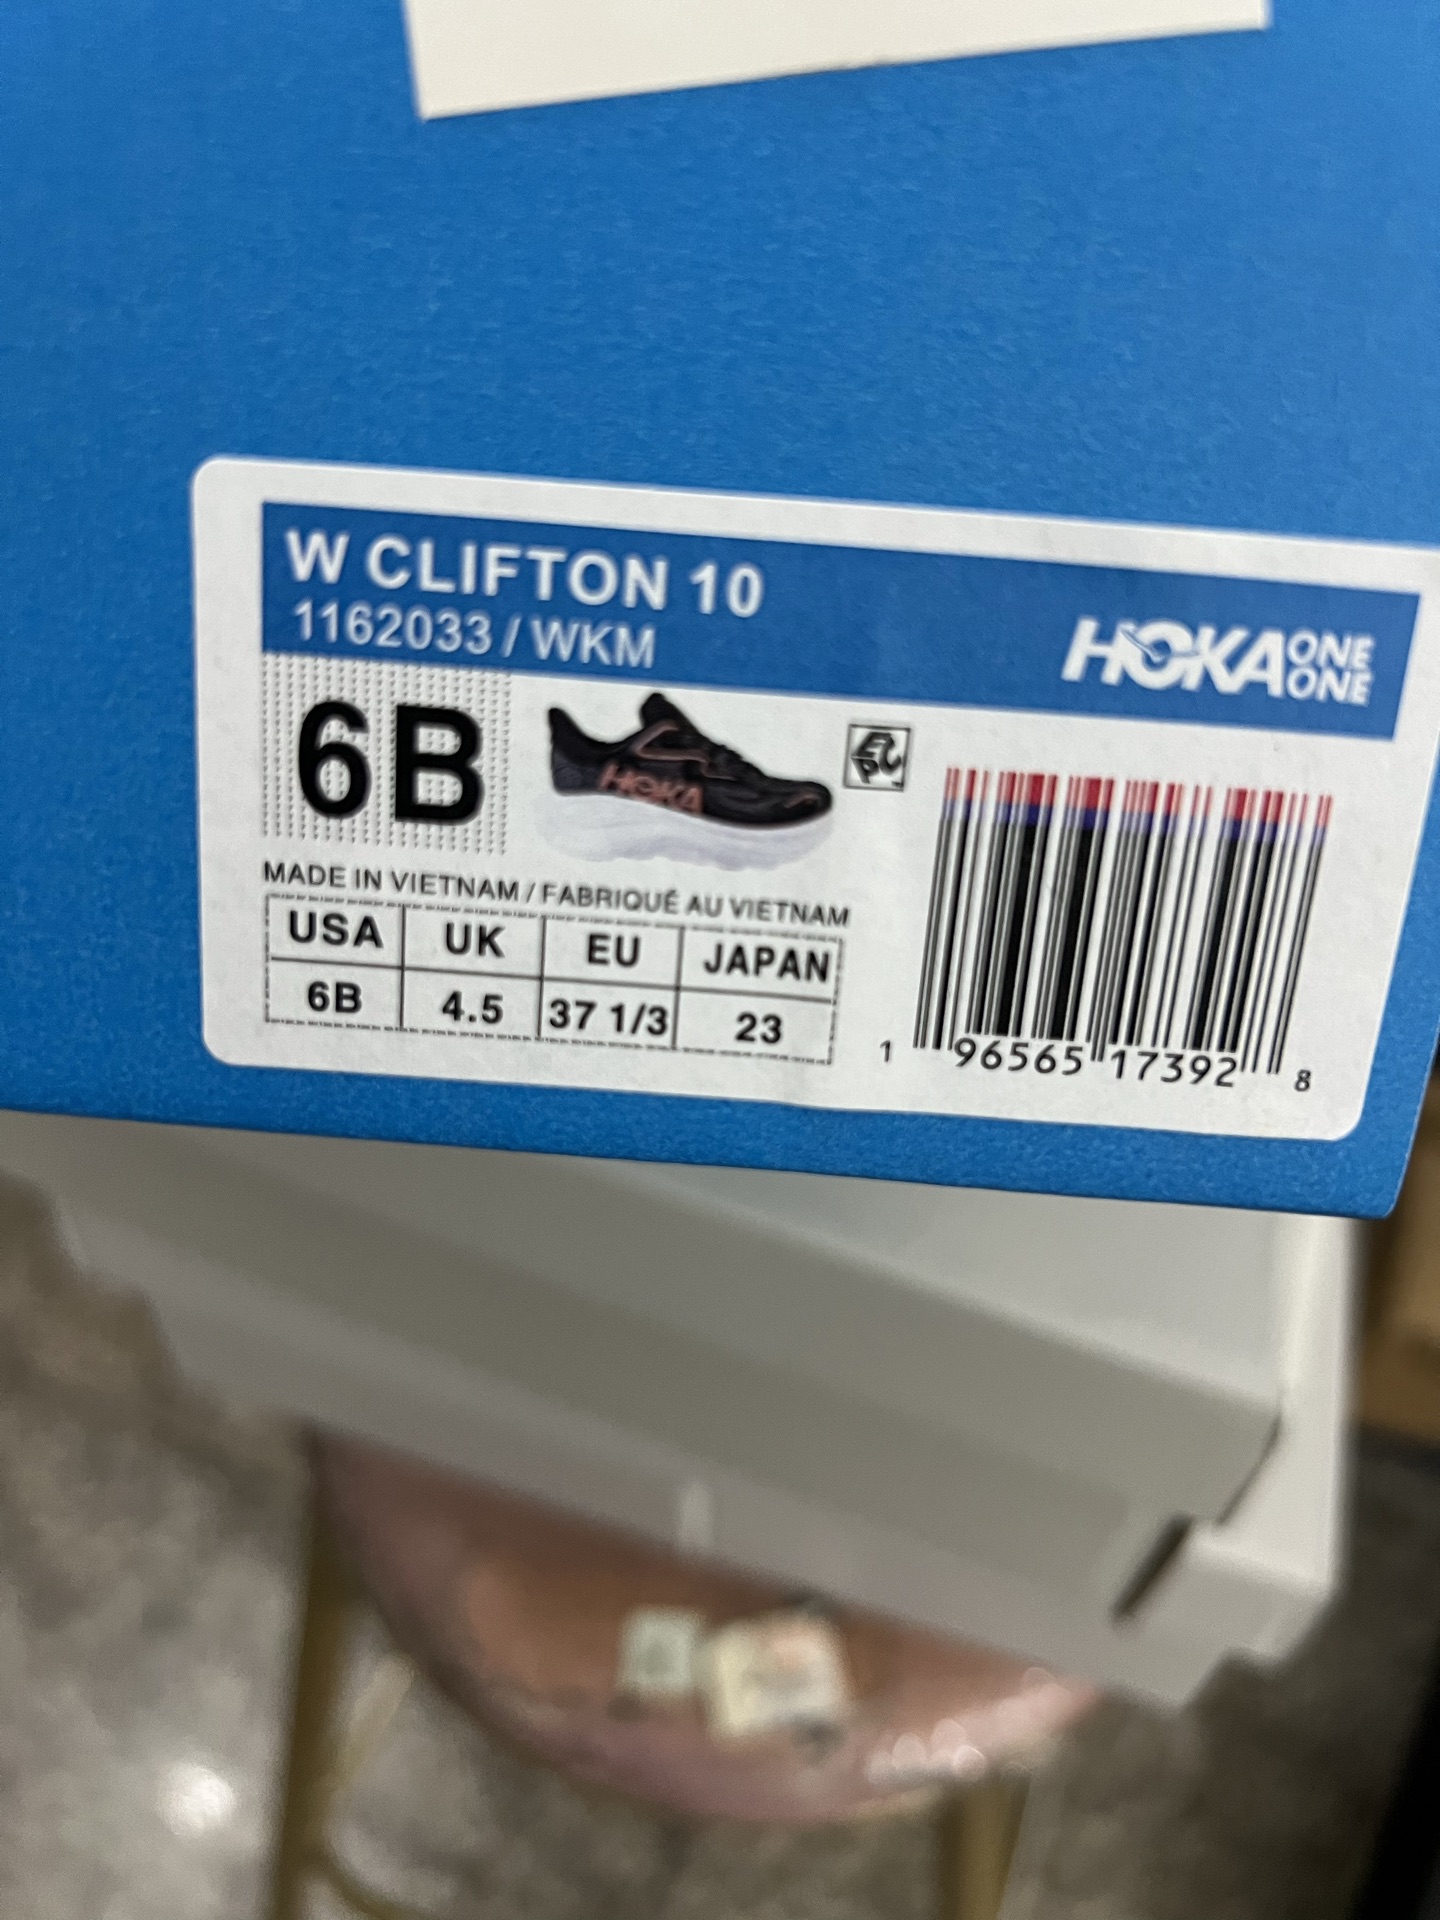 W CLIFTON 10
1162033 / WKM
HOKA ONE ONE
6B
HOKA
MADE IN VIETNAM / FABRIQUÉ AU VIETNAM
USA UK EU JAPAN
6B 4.5 37 1/3 23
1 96565 17392 8